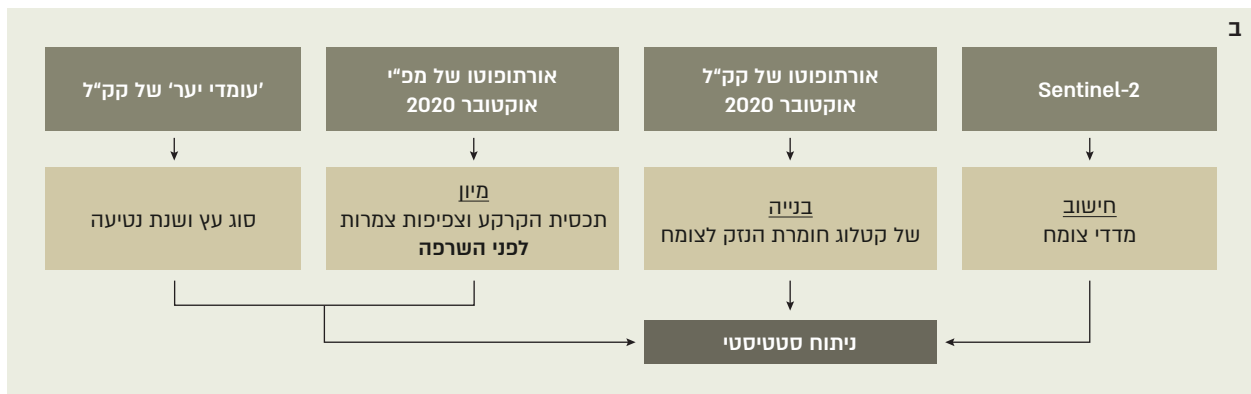 ב
Sentinel-2
אורתופוטו של קק״ל
אוקטובר 2020
אורתופוטו של מפ״י
אוקטובר 2020
'עומדי יער' של קק״ל
חישוב
מדדי צומח
בנייה
של קטלוג חומרת הנזק לצומח
מיון
תכסית הקרקע וצפיפות צמרות
לפני השרפה
סוג עץ ושנת נטיעה
ניתוח סטטיסטי